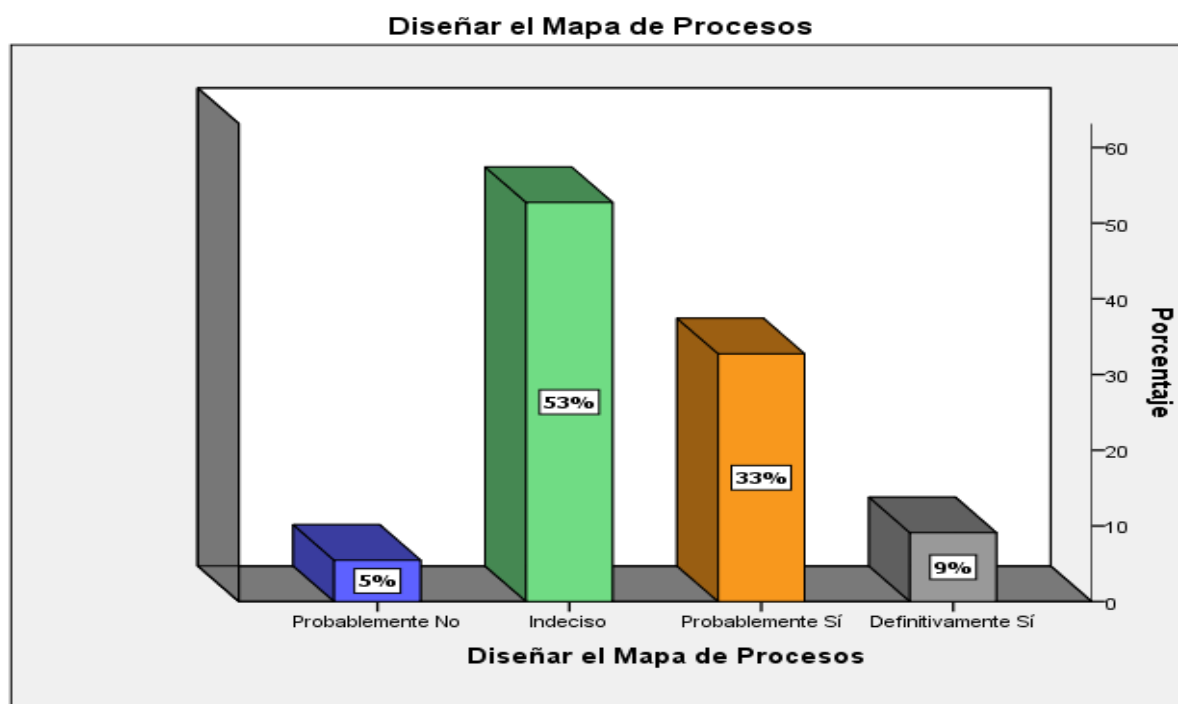 Diseñar el Mapa de Procesos
60
50
40
30
20
10
0
Porcentaje
53%
33%
5%
9%
Probablemente No
Indeciso
Probablemente Sí
Definitivamente Sí
Diseñar el Mapa de Procesos